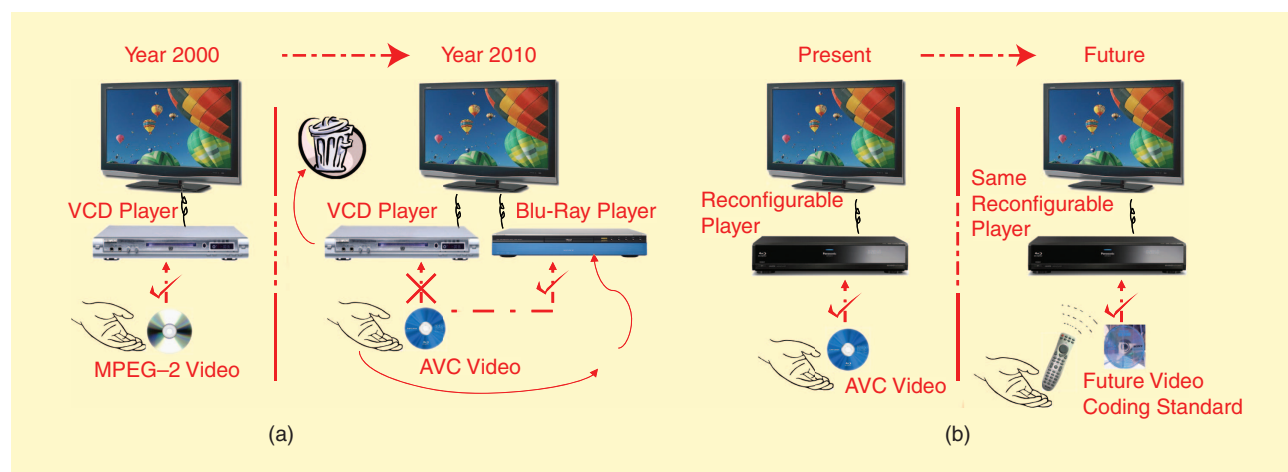 Year 2000
Year 2010
VCD Player
VCD Player
Blu-Ray Player
MPEG–2 Video
AVC Video
(a)
Present
Future
Reconfigurable
Player
Same
Reconfigurable
Player
AVC Video
Future Video
Coding Standard
(b)